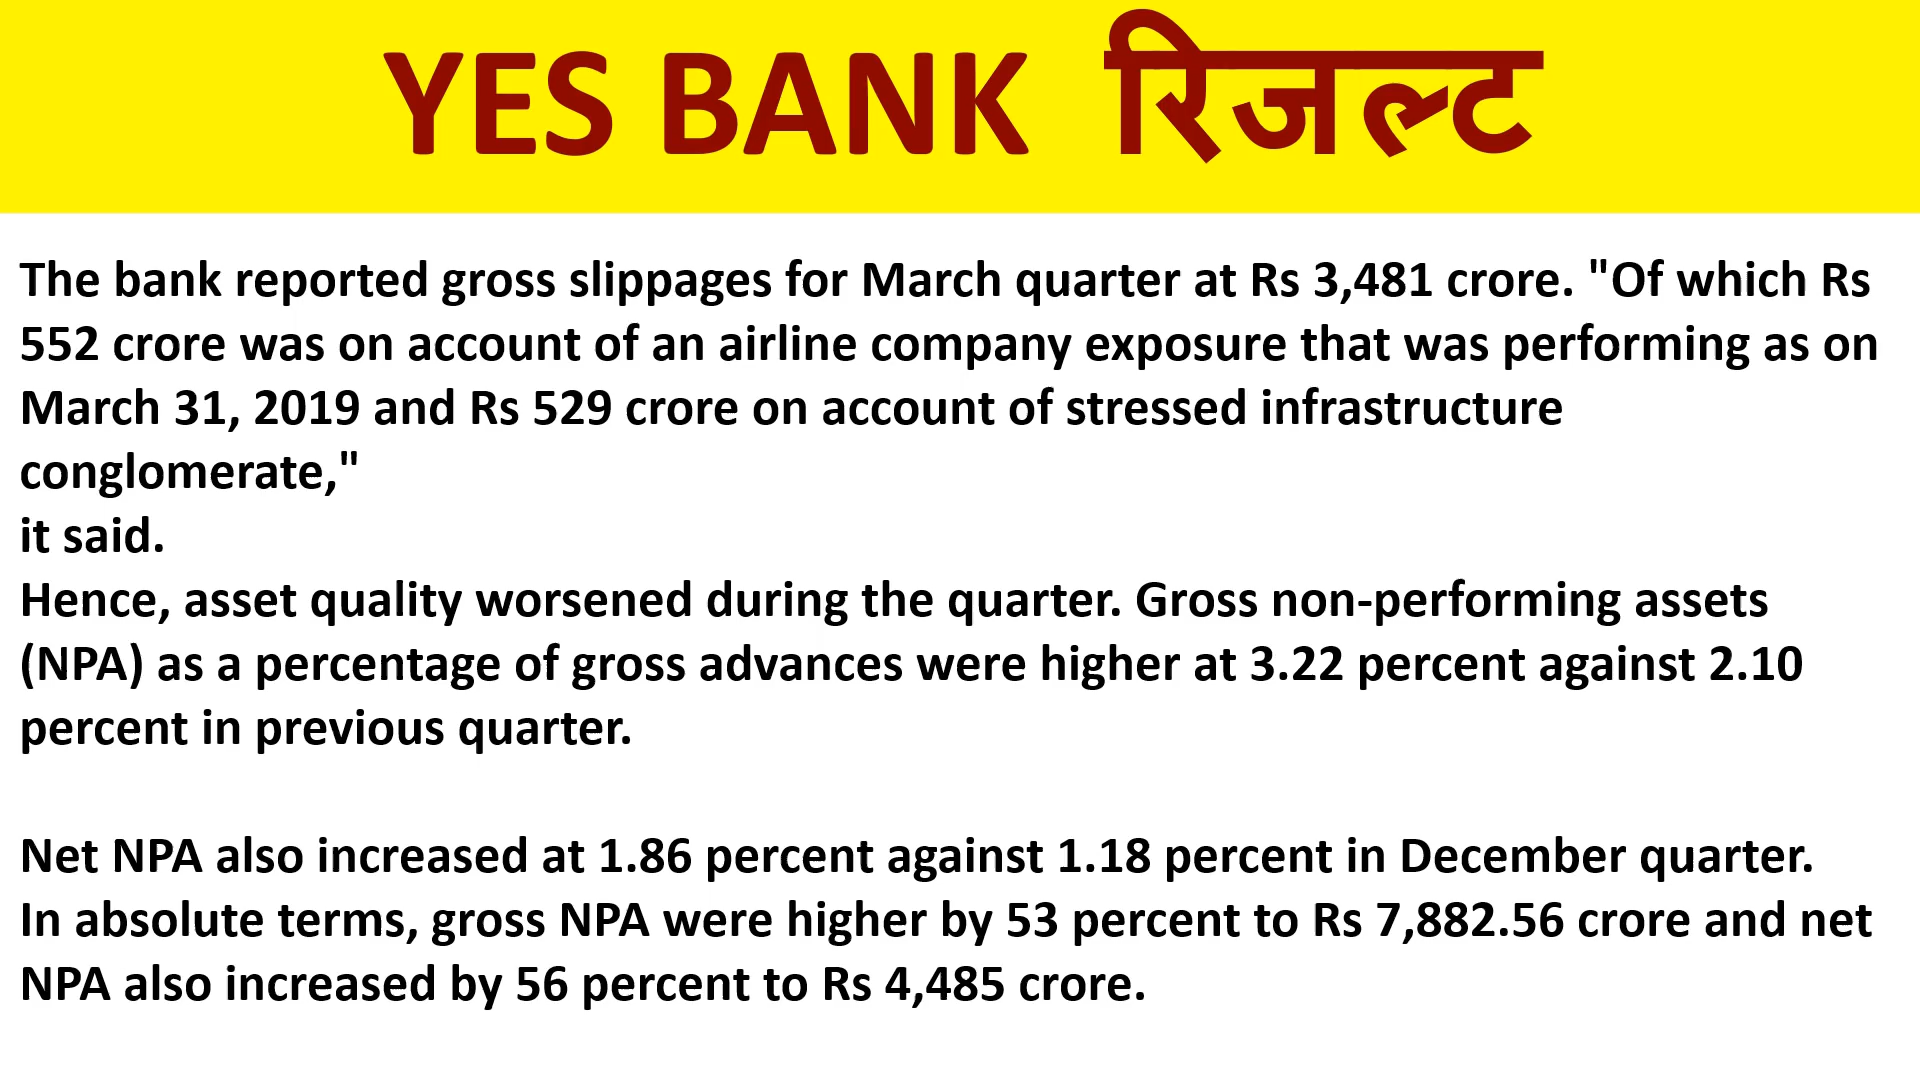 YES BANK रिजल्ट
The bank reported gross slippages for March quarter at Rs 3,481 crore. "Of which Rs
552 crore was on account of an airline company exposure that was performing as on
March 31, 2019 and Rs 529 crore on account of stressed infrastructure
conglomerate,"
it said.
Hence, asset quality worsened during the quarter. Gross non-performing assets
(NPA) as a percentage of gross advances were higher at 3.22 percent against 2.10
percent in previous quarter.
Net NPA also increased at 1.86 percent against 1.18 percent in December quarter.
In absolute terms, gross NPA were higher by 53 percent to Rs 7,882.56 crore and net
NPA also increased by 56 percent to Rs 4,485 crore.